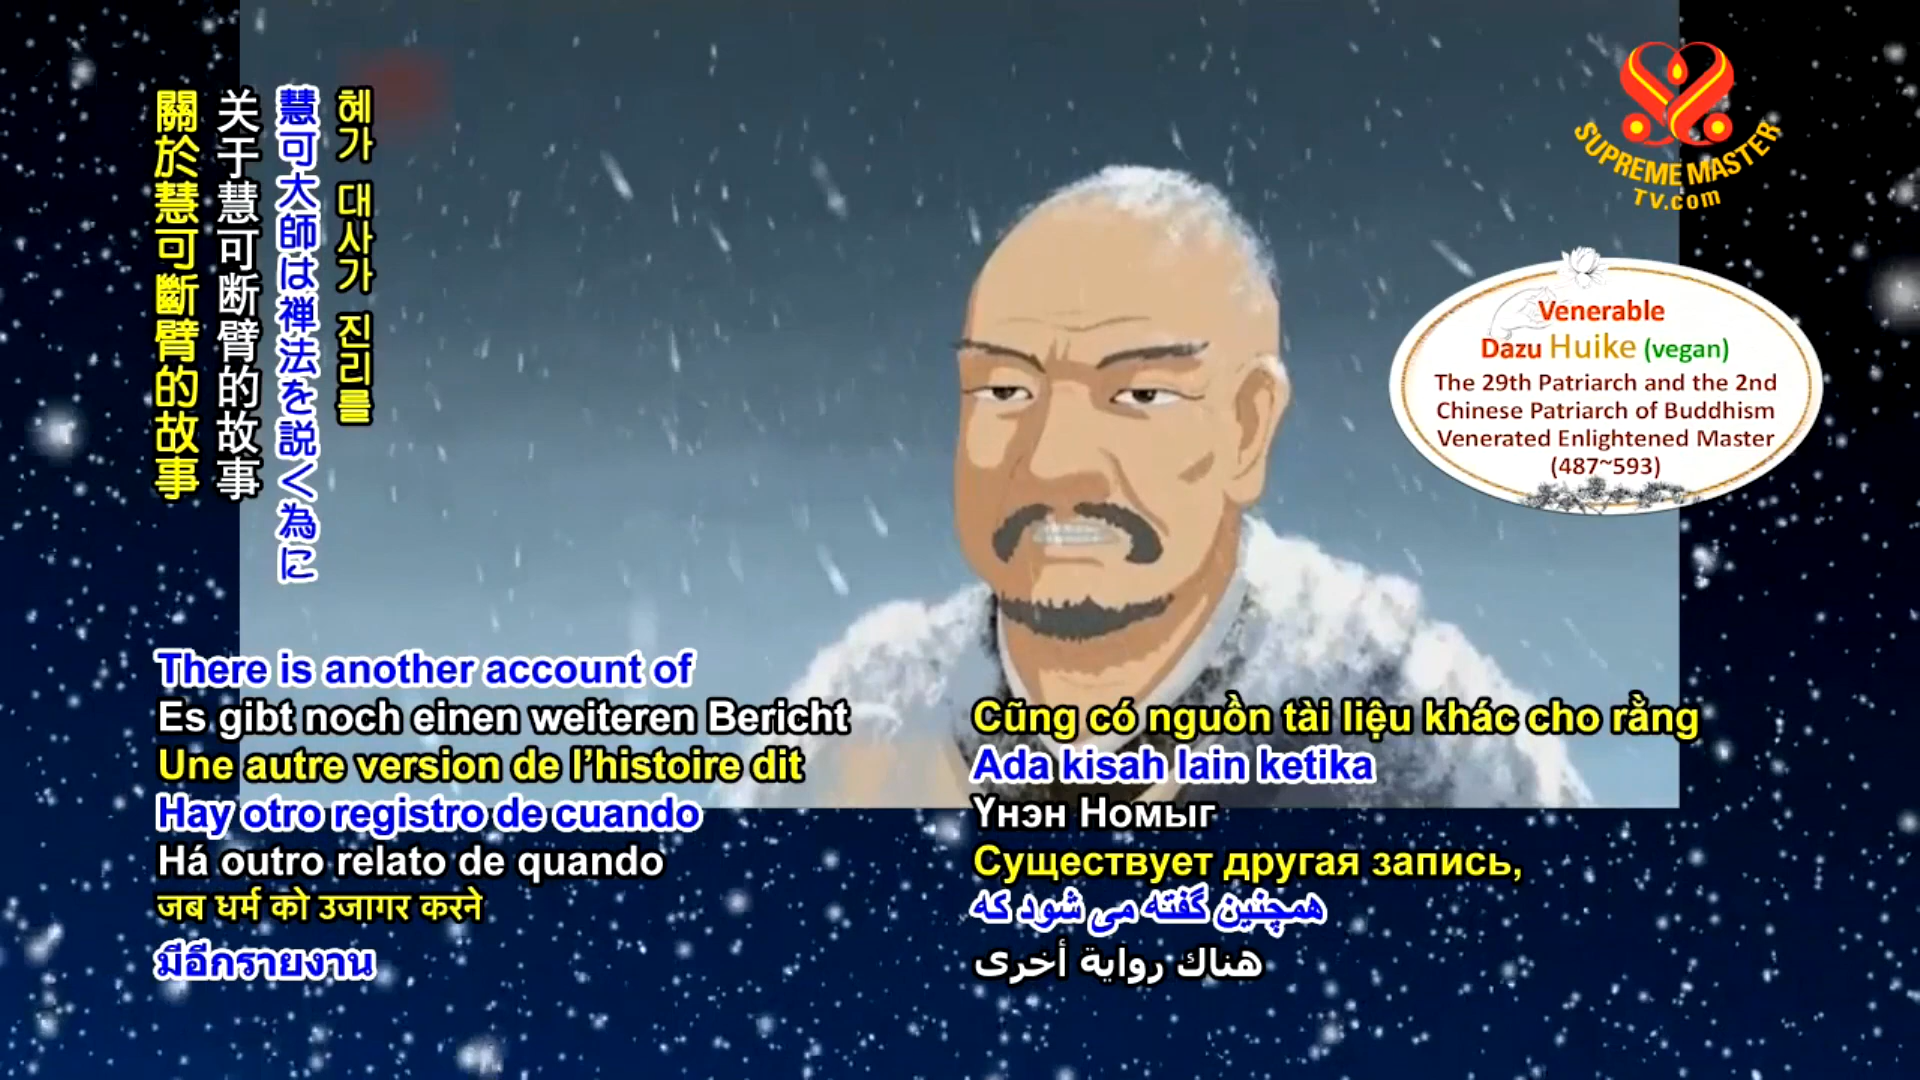 關於慧可斷臂的故事
关于慧可断臂的故事
慧可大師は禅法を説く為に
혜가 대사가 진리를
SUPREME MASTER
TV.com
Venerable
Dazu Huike (vegan)
The 29th Patriarch and the 2nd
Chinese Patriarch of Buddhism
Venerated Enlightened Master
(487~593)
There is another account of
Es gibt noch einen weiteren Bericht
Une autre version de l’histoire dit
Hay otro registro de cuando
Há outro relato de quando
जब धर्म को उजागर करने
มีอีกรายงาน
Cũng có nguồn tài liệu khác cho rằng
Ada kisah lain ketika
Үнэн Номыг
Существует другая запись,
همچنین گفته می شود که
هناك رواية أخرى